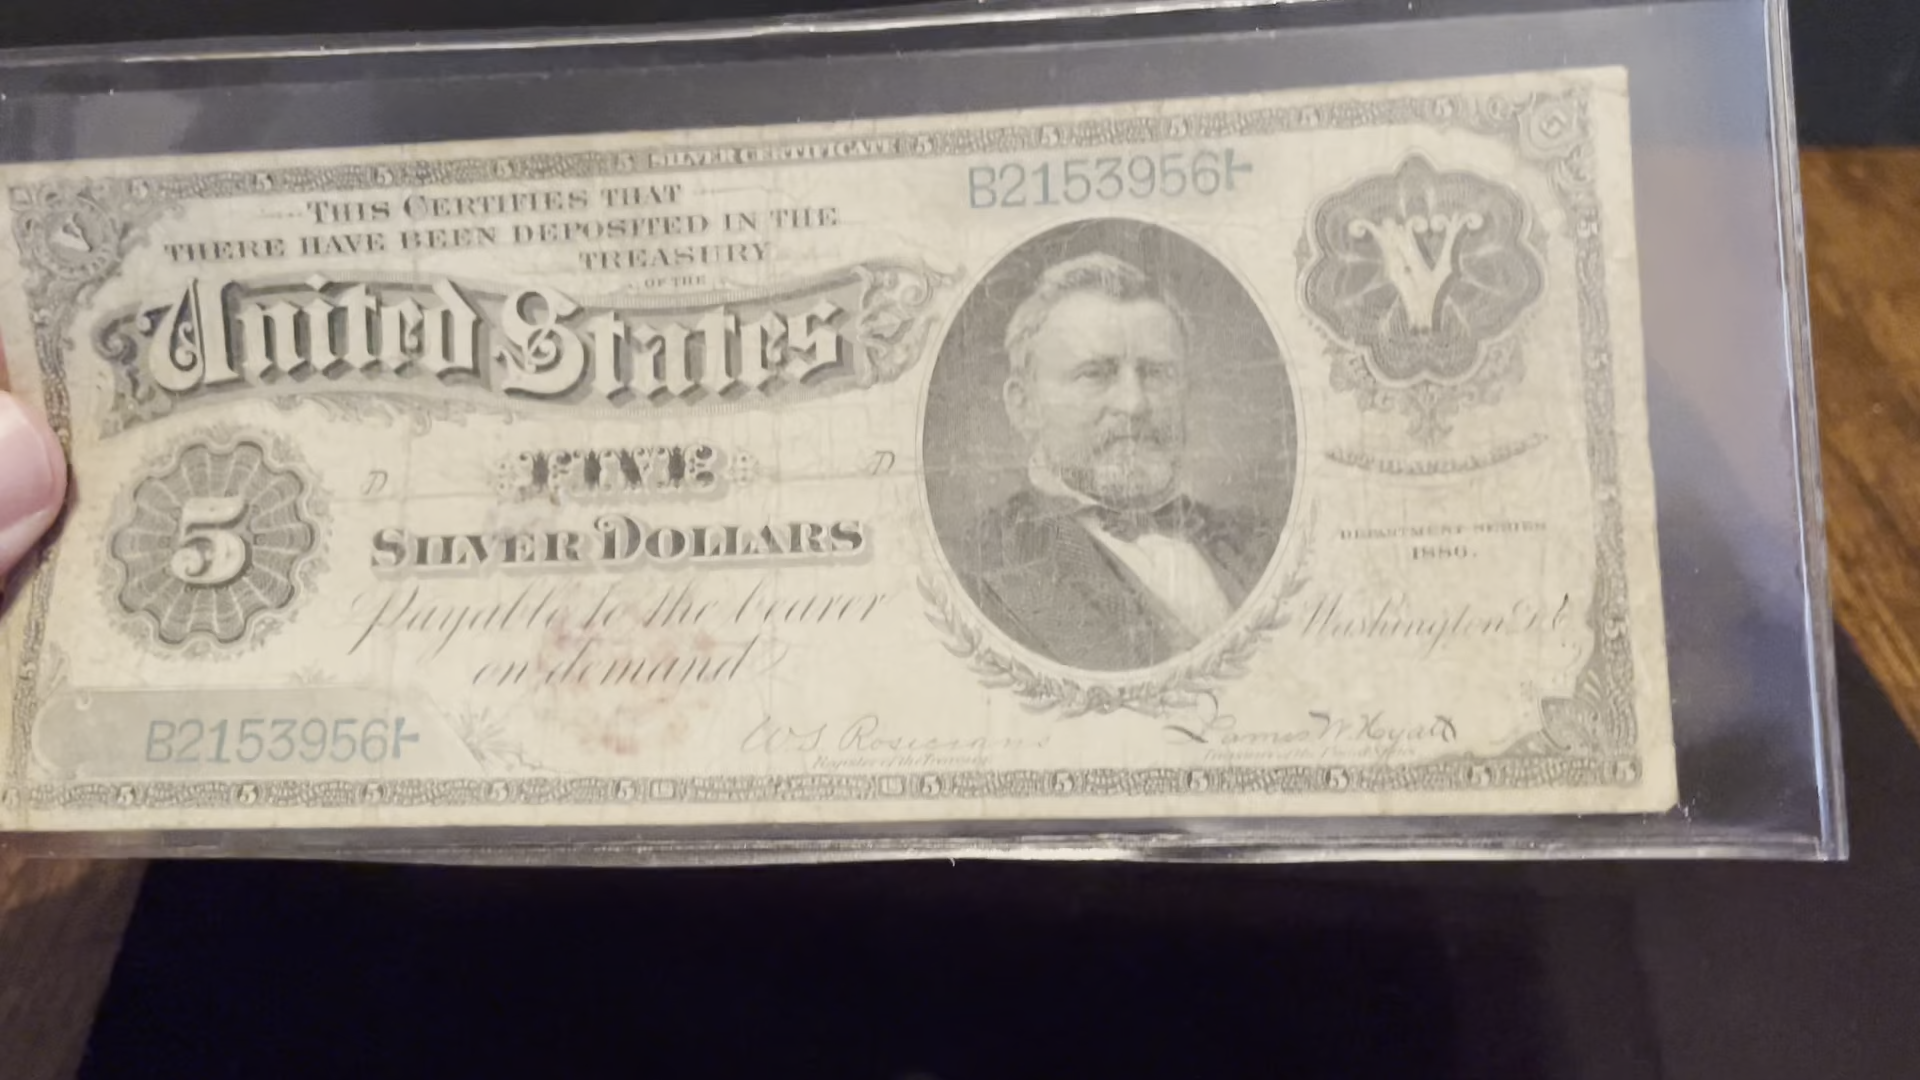 SILVER CERTIFICATE
THIS CERTIFIES THAT
B2153956
THERE HAVE BEEN DEPOSITED IN THE
TREASURY
OF THE
United States
V
V
FIVE
D
D
5
SILVER DOLLARS
DEPARTMENT SERIES
1886.
Payable to the bearer
on demand
Washington, D.C.
B2153956
W S Rosecrans
Register of the Treasury
James W. Hyatt
Treasurer of the United States